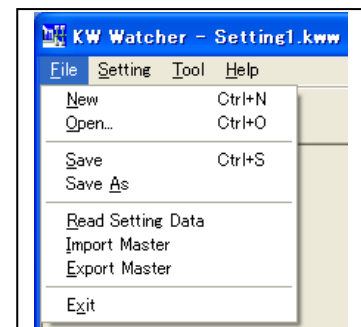 KW Watcher - Setting1.kww
File Setting Tool Help
New Ctrl+N
Open... Ctrl+O
Save Ctrl+S
Save As
Read Setting Data
Import Master
Export Master
Exit